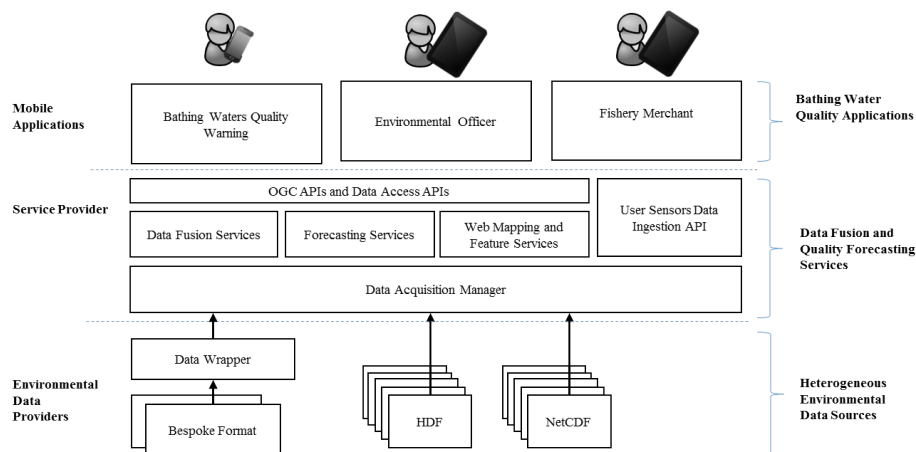 Mobile
Applications
Bathing Waters Quality
Warning
Environmental Officer
Fishery Merchant
Bathing Water
Quality Applications
Service Provider
OGC APIs and Data Access APIs
User Sensors Data
Ingestion API
Data Fusion Services
Forecasting Services
Web Mapping and
Feature Services
Data Fusion and
Quality Forecasting
Services
Data Acquisition Manager
Environmental
Data
Providers
Data Wrapper
Bespoke Format
HDF
NetCDF
Heterogeneous
Environmental
Data Sources